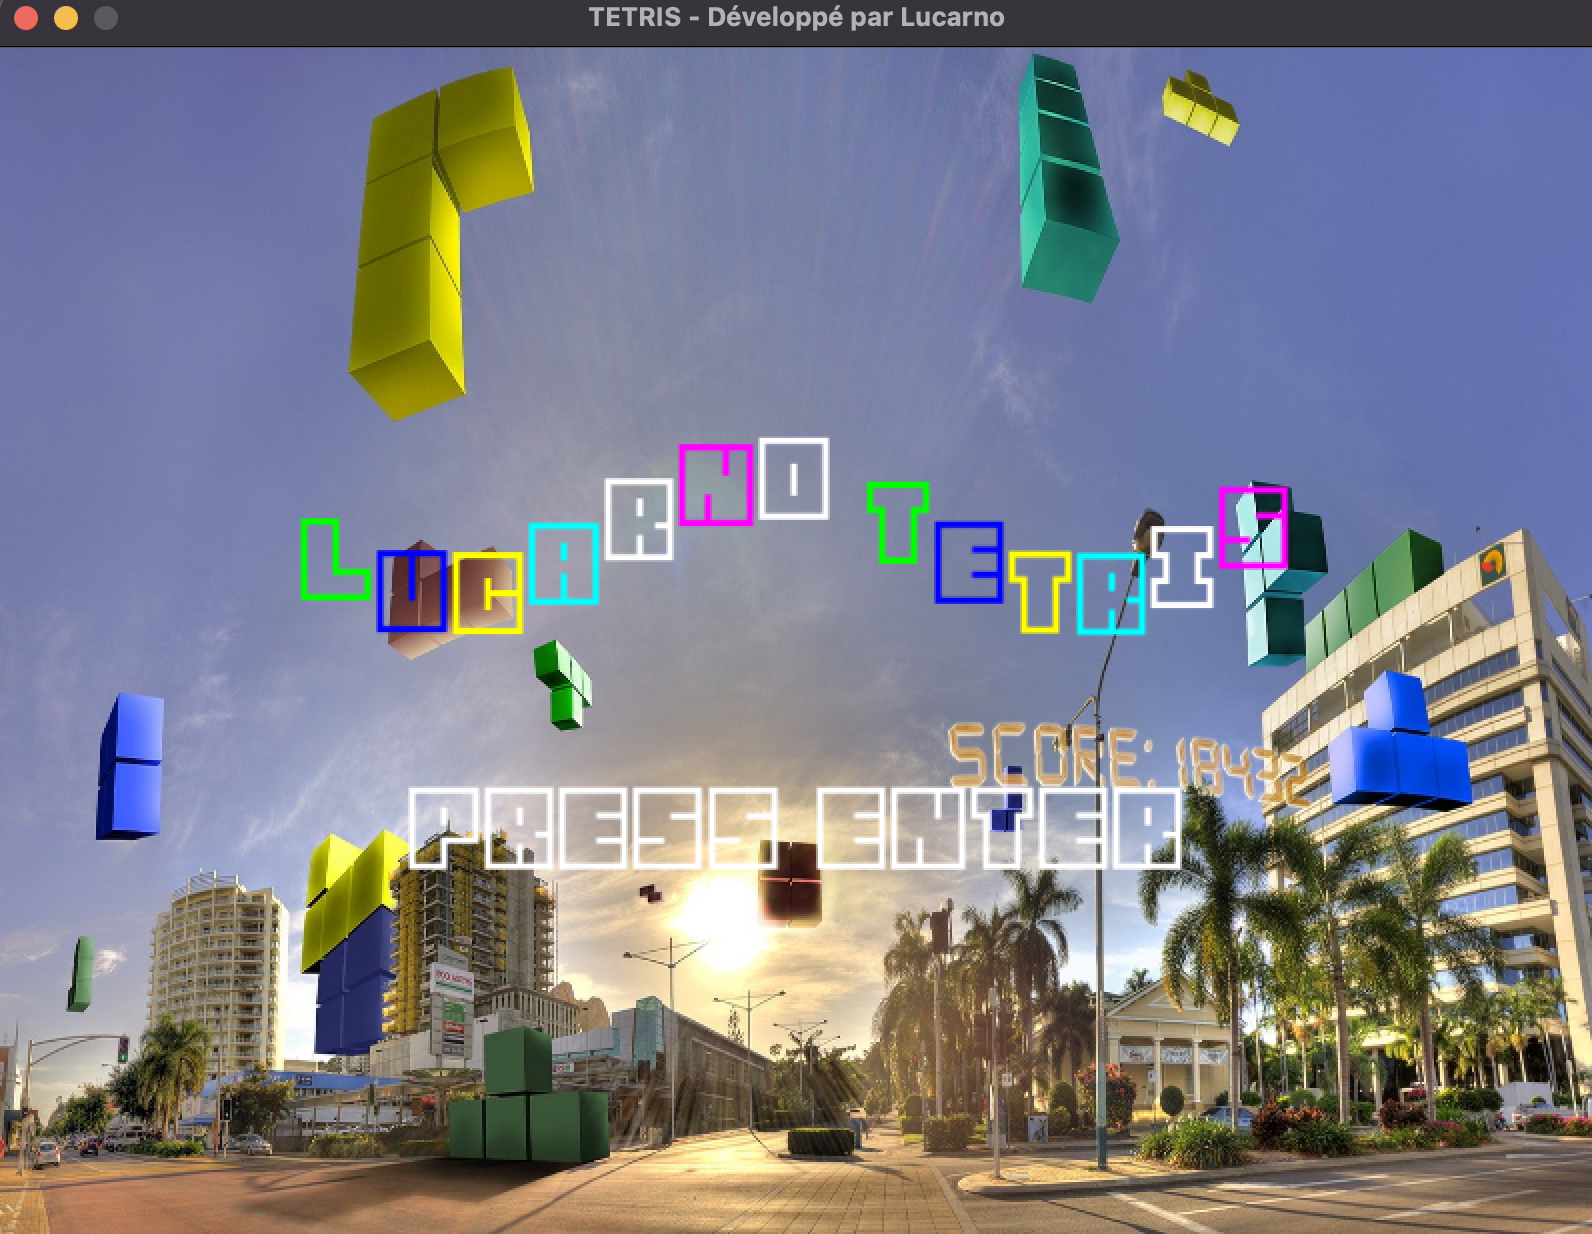 TETRIS - Développé par Lucarno
LUCARNO TETRIS
SCORE: 18432
PRESS ENTER